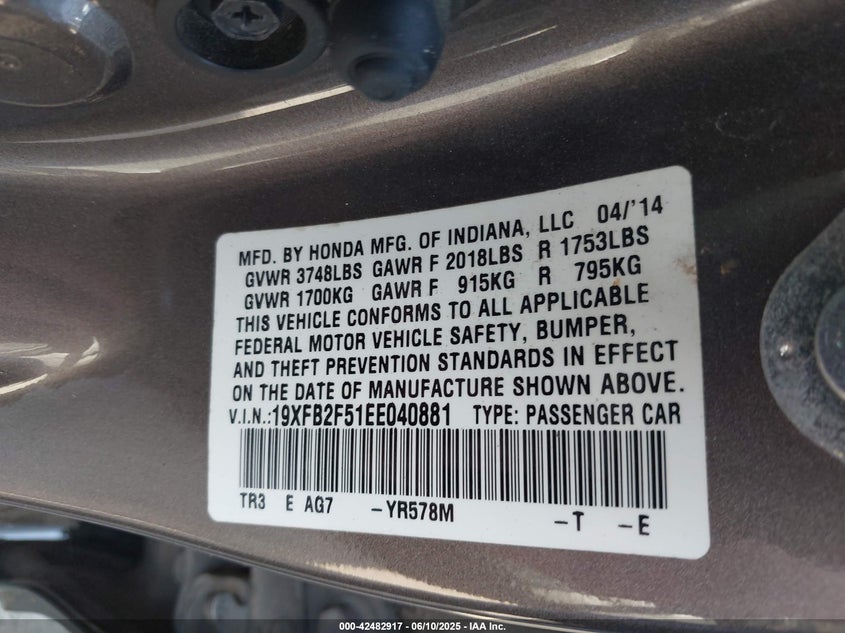 MFD. BY HONDA MFG. OF INDIANA, LLC 04/'14
GVWR 3748LBS GAWR F 2018LBS R 1753LBS
GVWR 1700KG GAWR F 915KG R 795KG
THIS VEHICLE CONFORMS TO ALL APPLICABLE
FEDERAL MOTOR VEHICLE SAFETY, BUMPER,
AND THEFT PREVENTION STANDARDS IN EFFECT
ON THE DATE OF MANUFACTURE SHOWN ABOVE.
V.I.N.:19XFB2F51EE040881 TYPE: PASSENGER CAR
TR3 E AG7 -YR578M -T -E
000-42482917 - 06/10/2025 - IAA Inc.